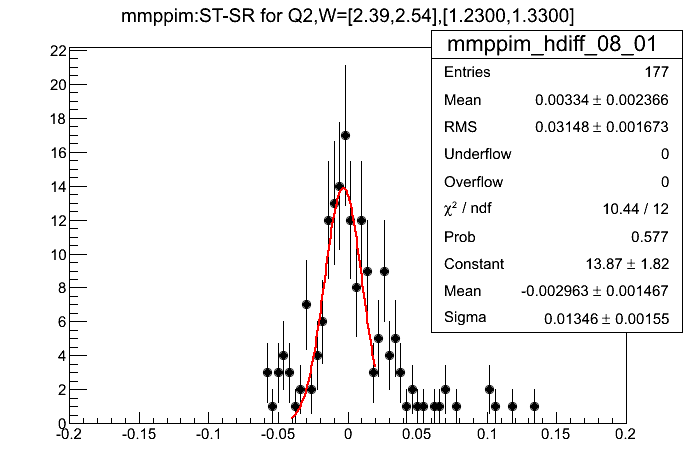 mmppim:ST-SR for Q2,W=[2.39,2.54],[1.2300,1.3300]
mmppim_hdiff_08_01
Entries 177
Mean 0.00334 ± 0.002366
RMS 0.03148 ± 0.001673
Underflow 0
Overflow 0
χ² / ndf 10.44 / 12
Prob 0.577
Constant 13.87 ± 1.82
Mean -0.002963 ± 0.001467
Sigma 0.01346 ± 0.00155
22
20
18
16
14
12
10
8
6
4
2
0
-0.2 -0.15 -0.1 -0.05 0 0.05 0.1 0.15 0.2